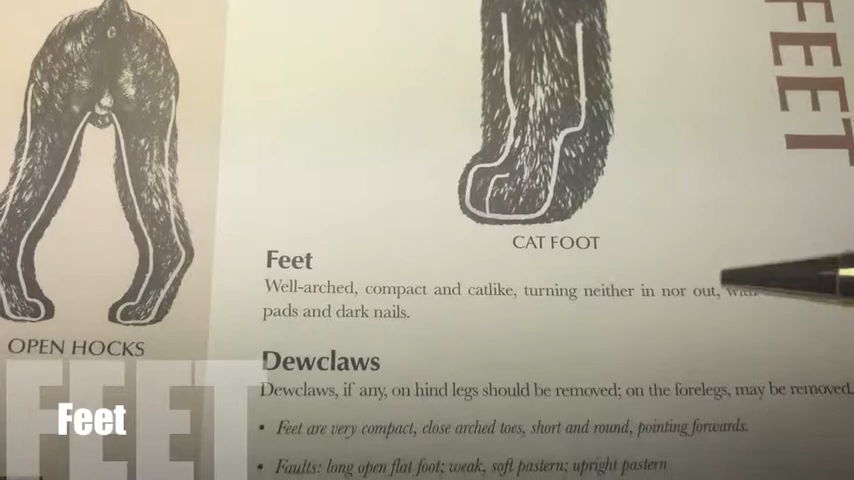 FEET
CAT FOOT
OPEN HOCKS
Feet
Well-arched, compact and catlike, turning neither in nor out,
pads and dark nails.
Dewclaws
Dewclaws, if any, on hind legs should be removed; on the forelegs, may be removed.
• Feet are very compact, close arched toes, short and round, pointing forwards.
• Faults: long open flat foot; weak, soft pastern; upright pastern
FEET
Feet